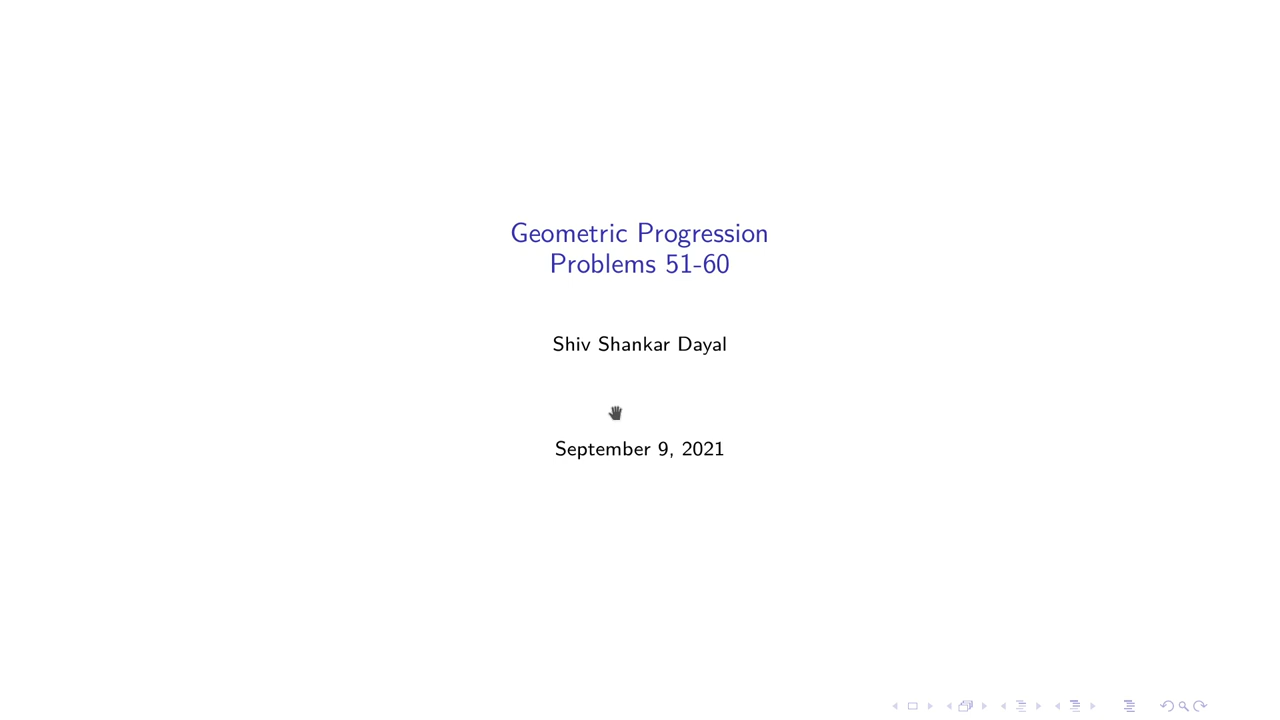 Geometric Progression
Problems 51-60
Shiv Shankar Dayal
September 9, 2021